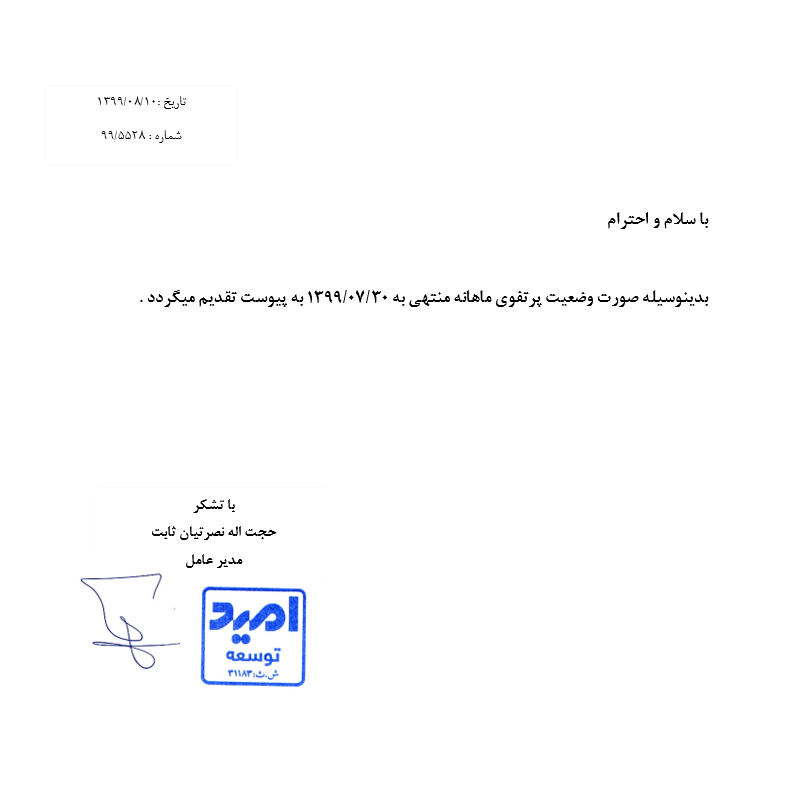 تاریخ :۱۳۹۹/۰۸/۱۰
شماره : ۹۹/۵۵۲۸
با سلام و احترام
بدینوسیله صورت وضعیت پرتفوی ماهانه منتهی به ۱۳۹۹/۰۷/۳۰ به پیوست تقدیم میگردد .
با تشکر
حجت اله نصرتیان ثابت
مدیر عامل
امید
توسعه
ش.ث:۳۱۱۸۳